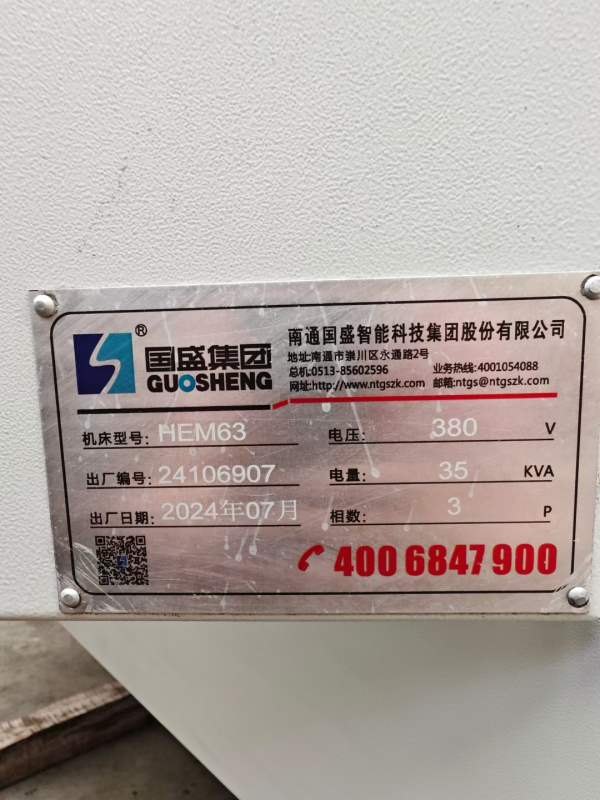 ®
国盛集团
GUOSHENG
南通国盛智能科技集团股份有限公司
地址:南通市崇川区永通路2号
总机:0513-85602596 业务热线:4001054088
网址:http://www.ntgszk.com 邮箱:ntgs@ntgszk.com
机床型号: HEM63 电压: 380 V
出厂编号: 24106907 电量: 35 KVA
出厂日期: 2024年07月 相数: 3 P
400 6847 900